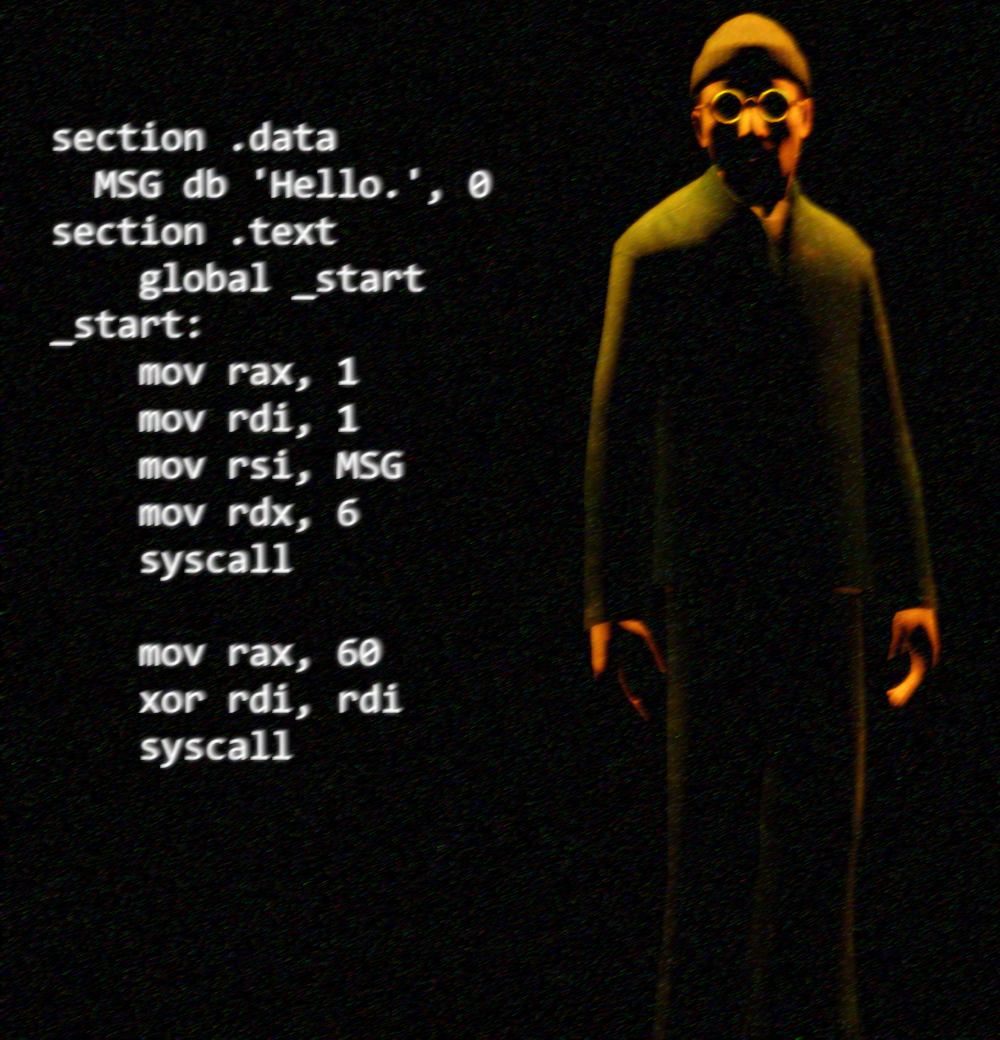 section .data
  MSG db 'Hello.', 0
section .text
    global _start
_start:
    mov rax, 1
    mov rdi, 1
    mov rsi, MSG
    mov rdx, 6
    syscall

    mov rax, 60
    xor rdi, rdi
    syscall